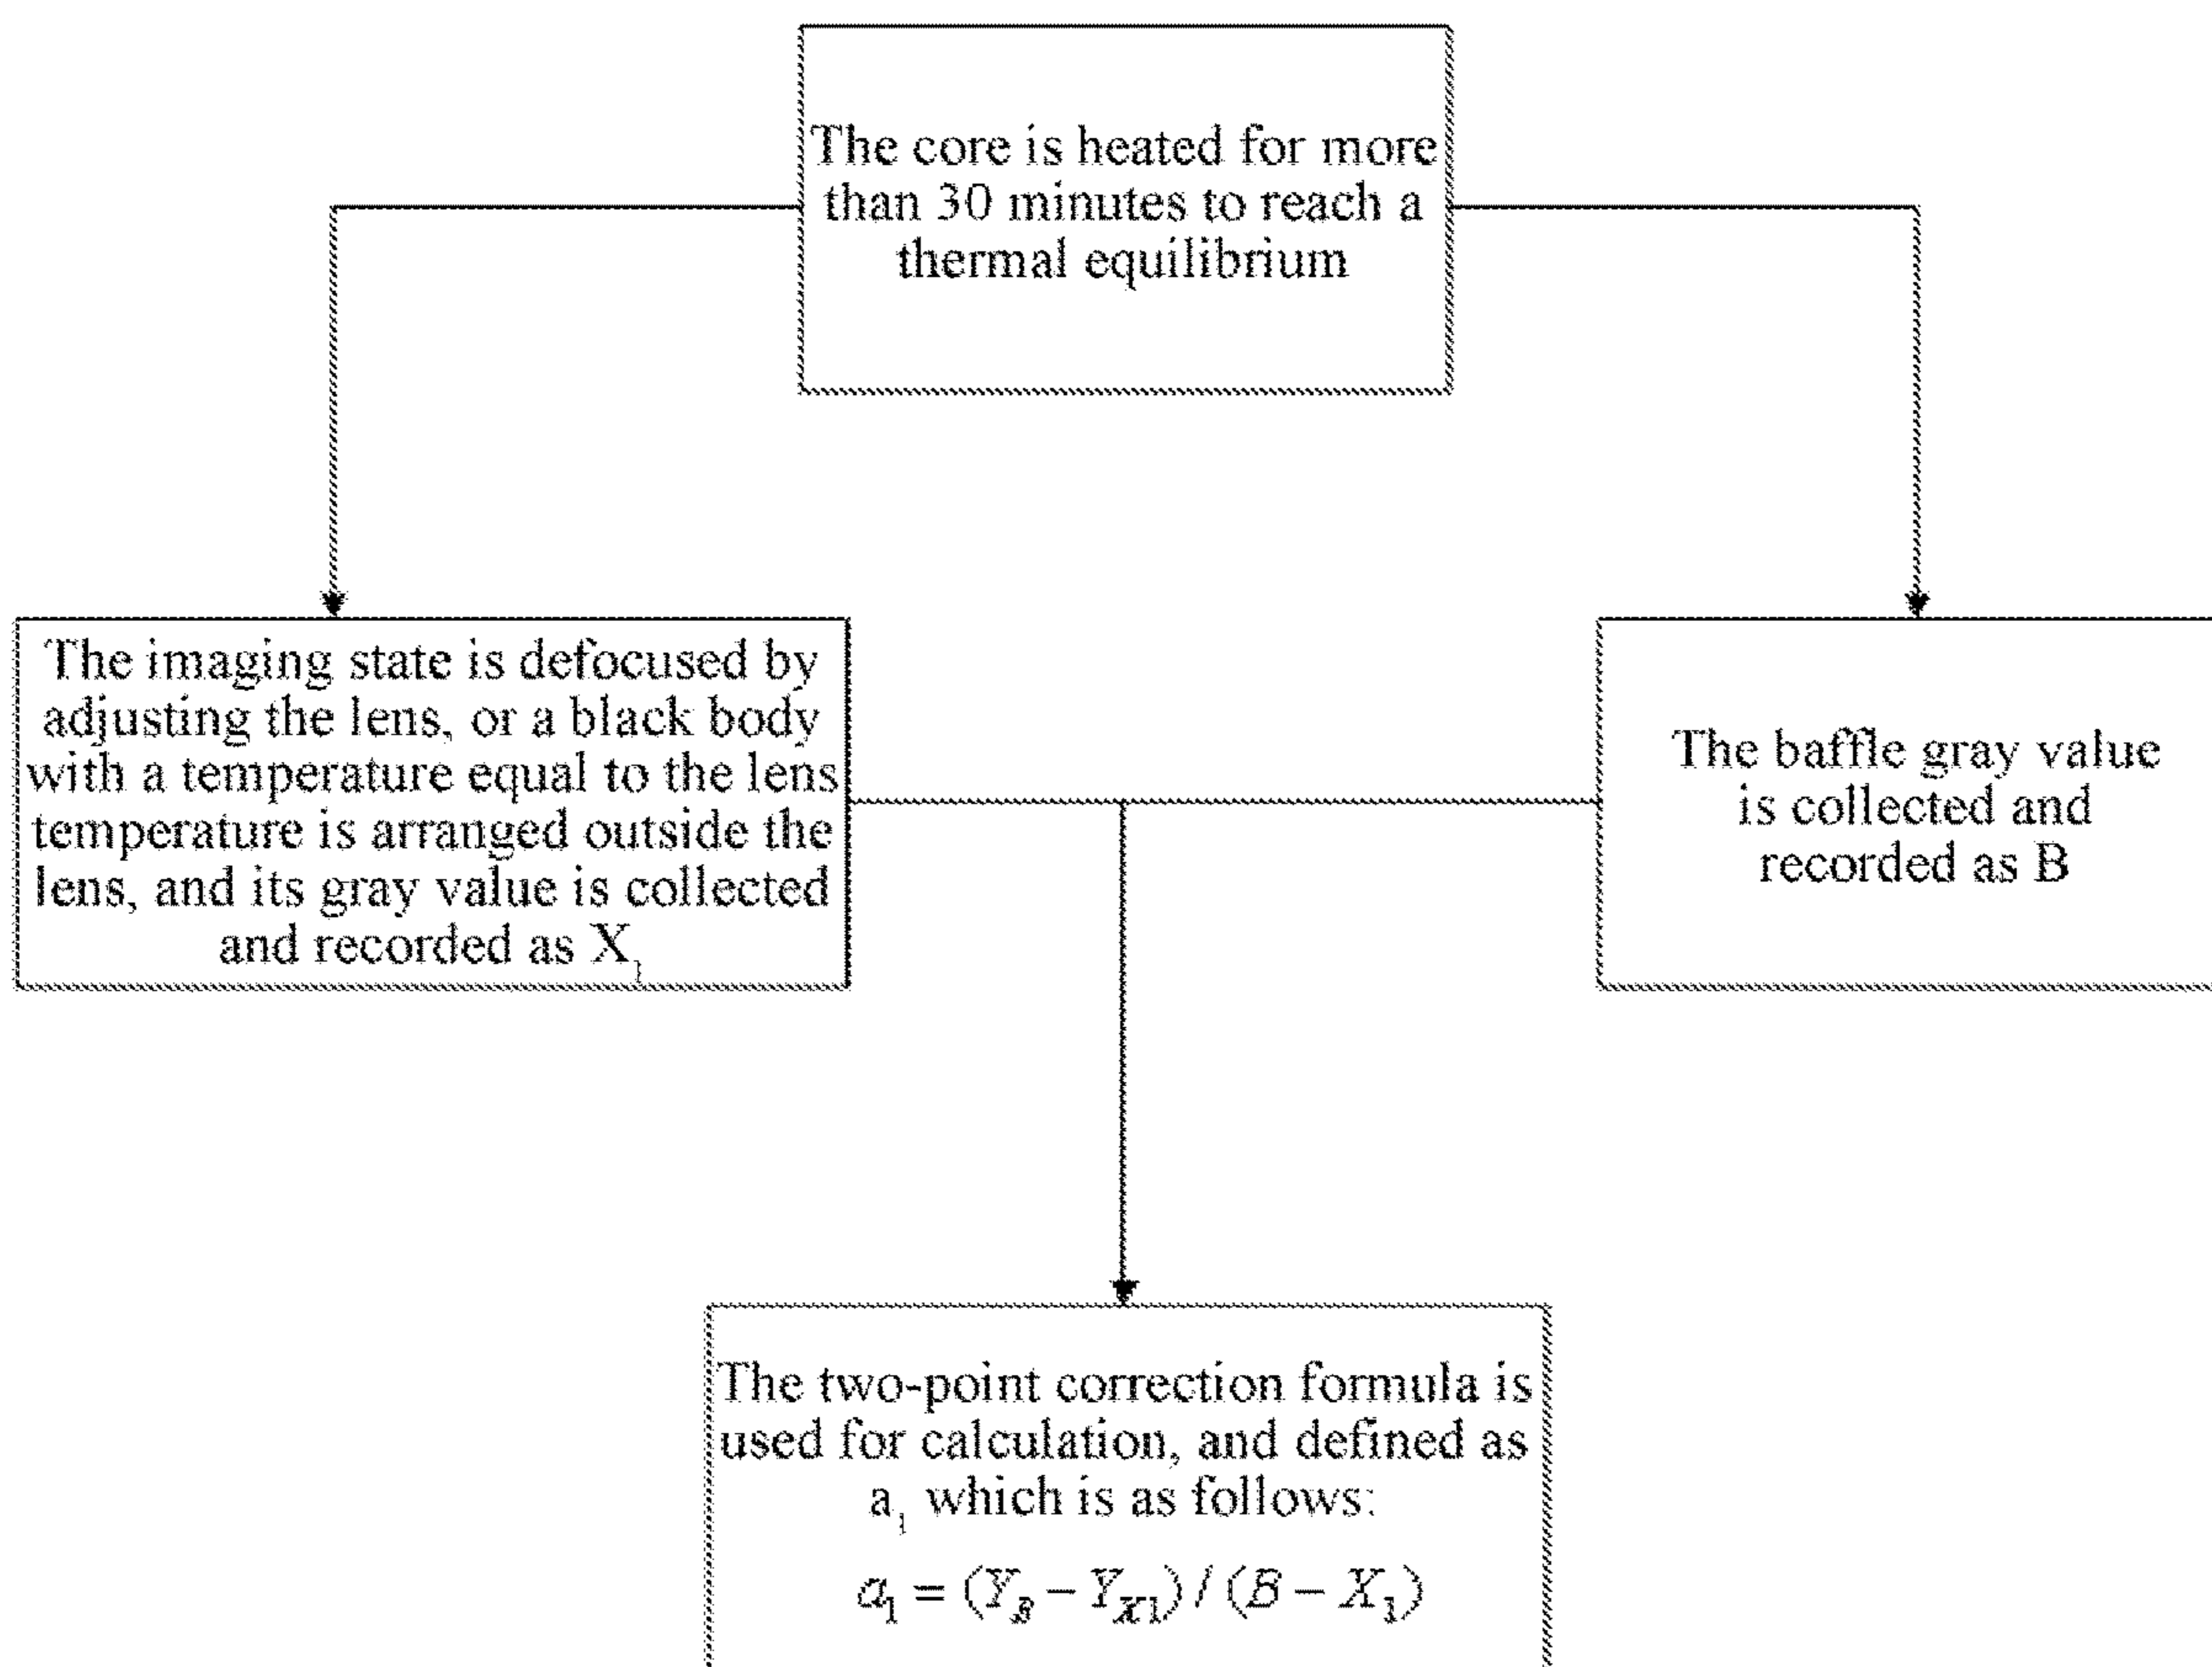 The core is heated for more
than 30 minutes to reach a
thermal equilibrium
The imaging state is defocused by
adjusting the lens, or a black body
with a temperature equal to the lens
temperature is arranged outside the
lens, and its gray value is collected
and recorded as X₁
The baffle gray value
is collected and
recorded as B
The two-point correction formula is
used for calculation, and defined as
a₁ which is as follows:
a₁ = (Y_B − Y_X1) / (B − X₁)